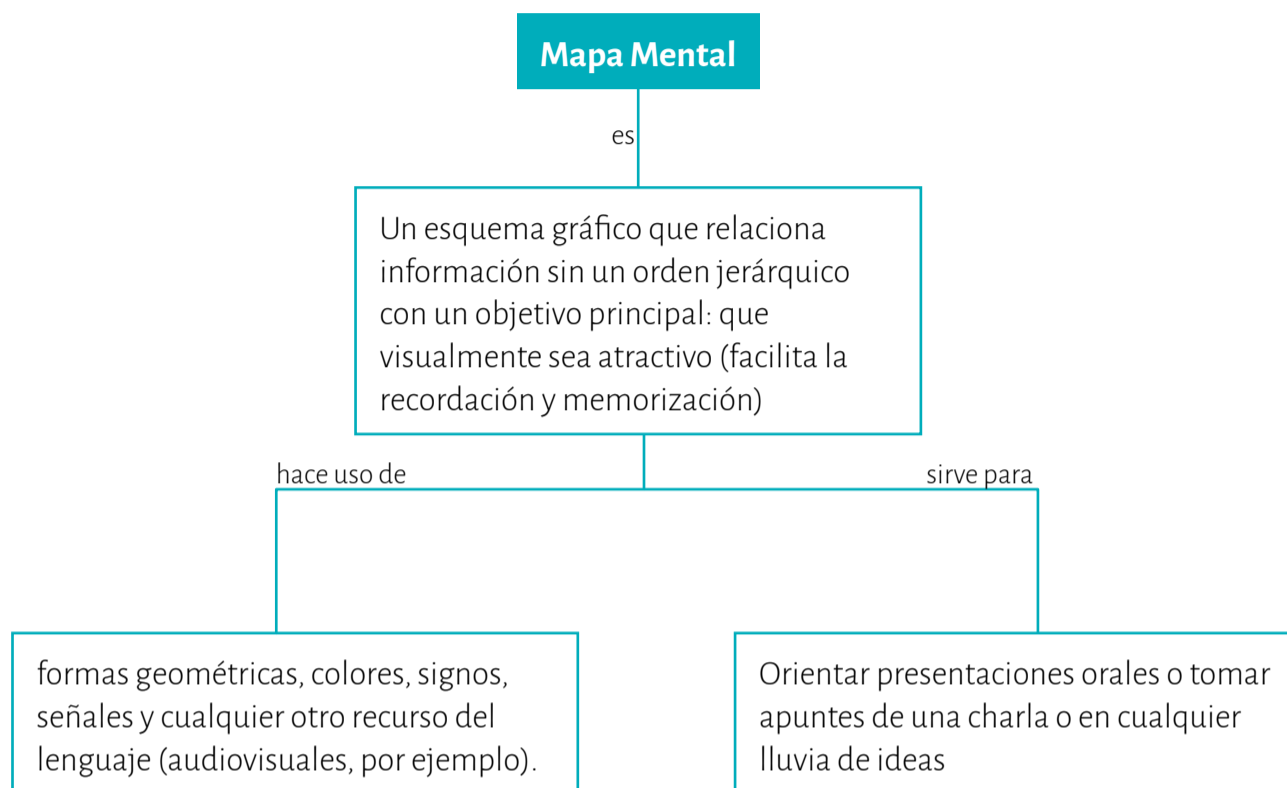 Mapa Mental
es
Un esquema gráfico que relaciona
información sin un orden jerárquico
con un objetivo principal: que
visualmente sea atractivo (facilita la
recordación y memorización)
hace uso de
sirve para
formas geométricas, colores, signos,
señales y cualquier otro recurso del
lenguaje (audiovisuales, por ejemplo).
Orientar presentaciones orales o tomar
apuntes de una charla o en cualquier
lluvia de ideas